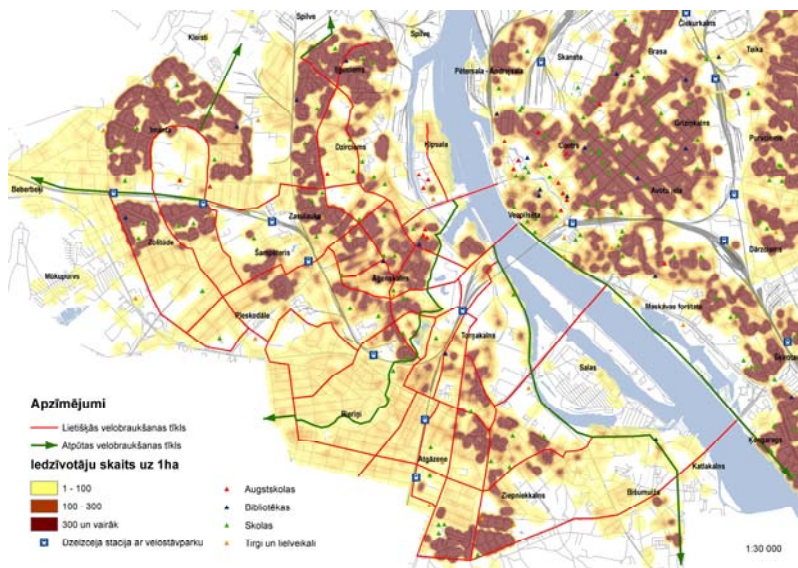 Spilve
Spilve
Čiekurkalns
Kleisti
Skanste
Brasa
Teika
Pētersala - Andrejsala
Iļģuciems
Grīziņkalns
Imanta
Purvciems
Dzirciems
Ķīpsala
Centrs
Avotu iela
Beberbeķi
Zasulauks
Vecpilsēta
Zolitūde
Šampēteris
Dārzciems
Āgenskalns
Mūkupurvs
Maskavas forštate
Pleskodāle
Torņakalns
Salas
Bieriņi
Ķengarags
Atgāzene
Katlakalns
Ziepniekkalns
Bišumuiža
Apzīmējumi
Lietišķās velobraukšanas tīkls
Atpūtas velobraukšanas tīkls
Iedzīvotāju skaits uz 1ha
1 - 100
100 - 300
300 un vairāk
Dzelzceļa stacija ar velostāvparku
Augstskolas
Bibliotēkas
Skolas
Tirgi un lielveikali
1:30 000